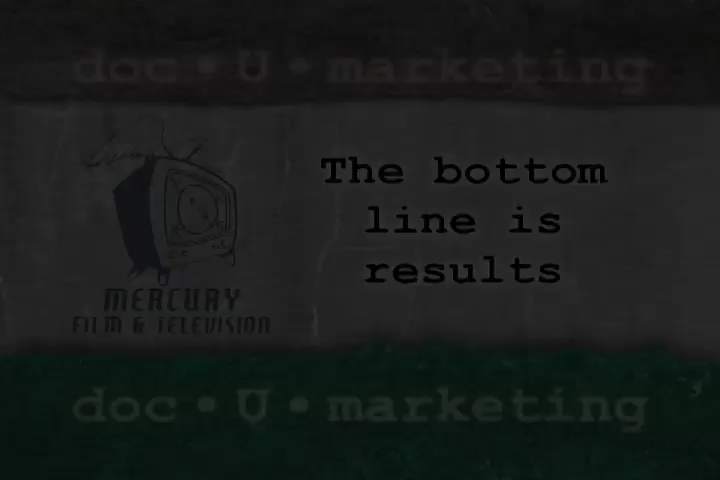 doc • U • marketing
The bottom
line is
results
MERCURY
FILM & TELEVISION
doc • U • marketing